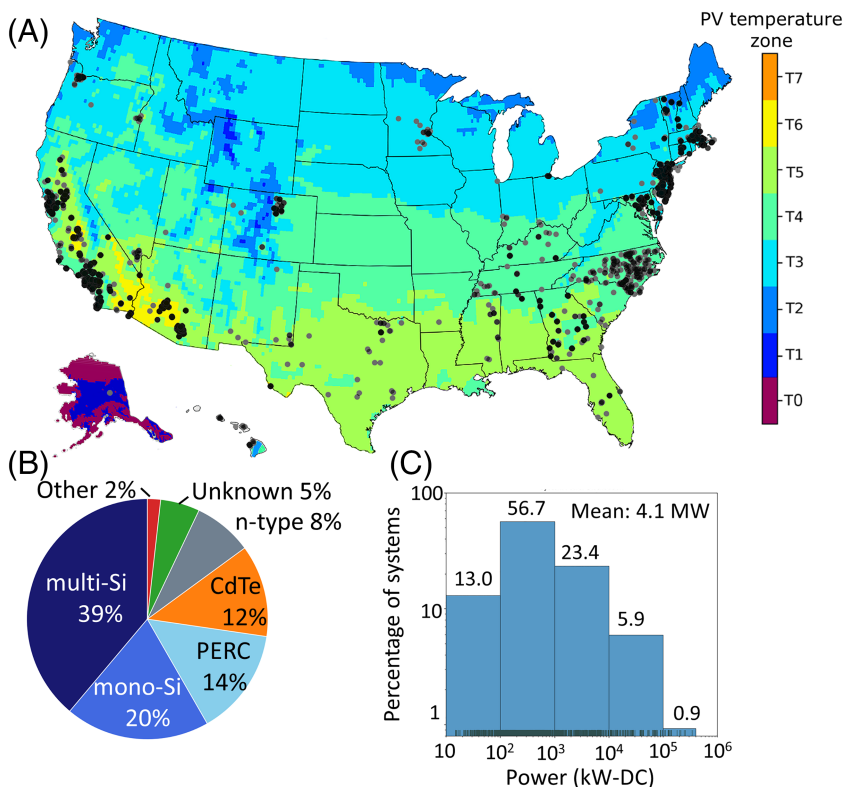 (A)
PV temperature
zone
T7
T6
T5
T4
T3
T2
T1
T0
(B)
Other 2%
Unknown 5%
n-type 8%
CdTe
12%
PERC
14%
mono-Si
20%
multi-Si
39%
(C)
Percentage of systems
100
10
1
Mean: 4.1 MW
13.0
56.7
23.4
5.9
0.9
10
10²
10³
10⁴
10⁵
10⁶
Power (kW-DC)